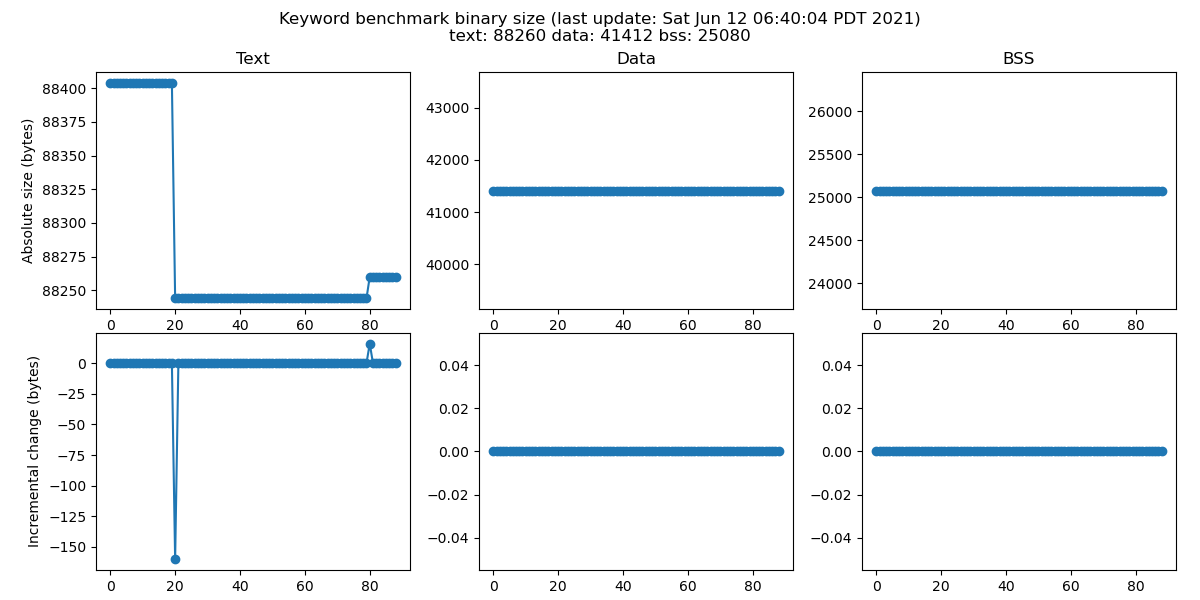 Keyword benchmark binary size (last update: Sat Jun 12 06:40:04 PDT 2021)
text: 88260 data: 41412 bss: 25080
Text
Data
BSS
Absolute size (bytes)
88400
88375
88350
88325
88300
88275
88250
0 20 40 60 80
43000
42000
41000
40000
0 20 40 60 80
26000
25500
25000
24500
24000
0 20 40 60 80
Incremental change (bytes)
0
−25
−50
−75
−100
−125
−150
0 20 40 60 80
0.04
0.02
0.00
−0.02
−0.04
0 20 40 60 80
0.04
0.02
0.00
−0.02
−0.04
0 20 40 60 80